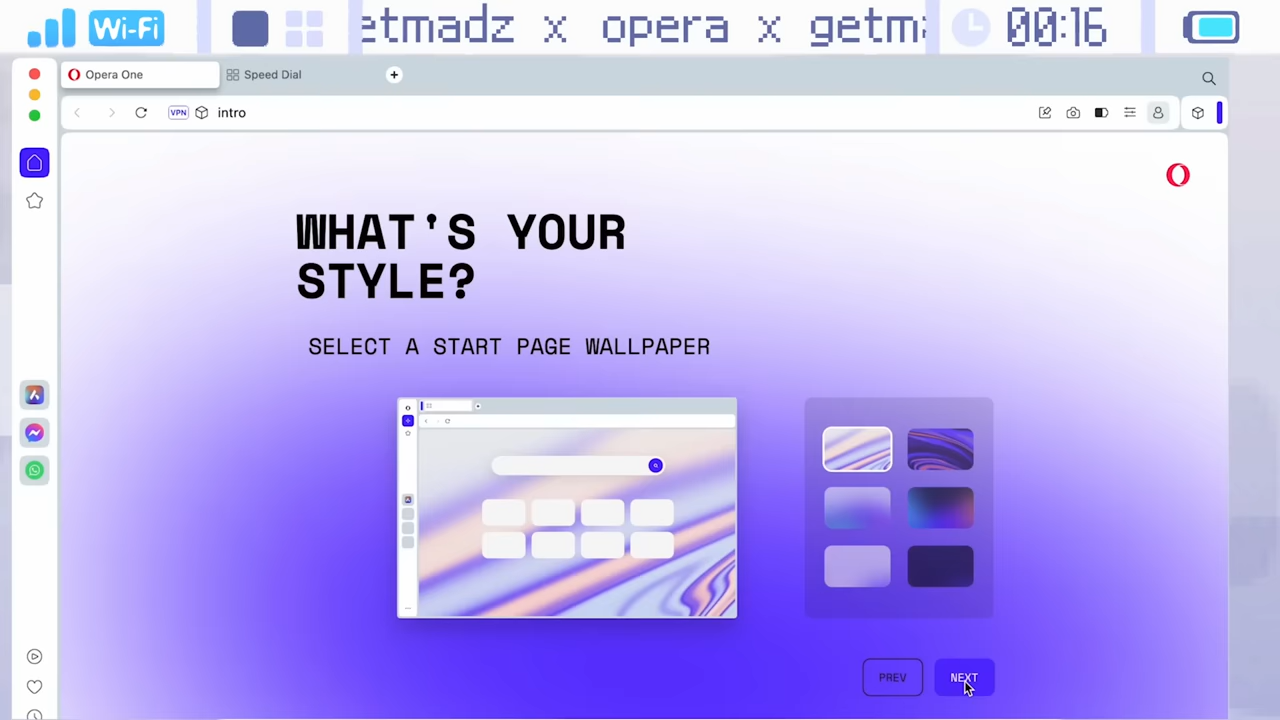 Wi-Fi
etmadz x opera x getma
00:16
Opera One
Speed Dial
VPN
intro
WHAT'S YOUR
STYLE?
SELECT A START PAGE WALLPAPER
PREV
NEXT